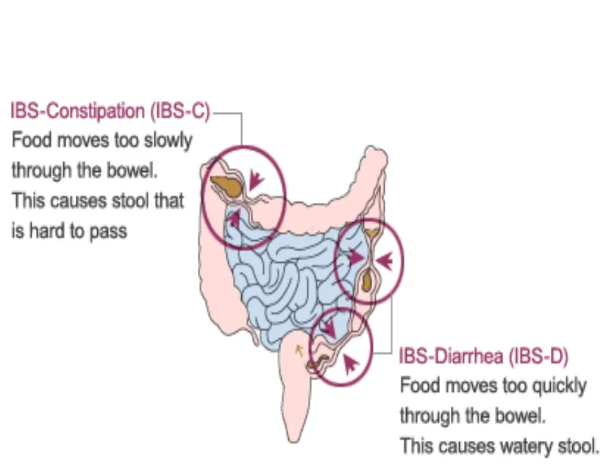 IBS-Constipation (IBS-C)
Food moves too slowly
through the bowel.
This causes stool that
is hard to pass
IBS-Diarrhea (IBS-D)
Food moves too quickly
through the bowel.
This causes watery stool.